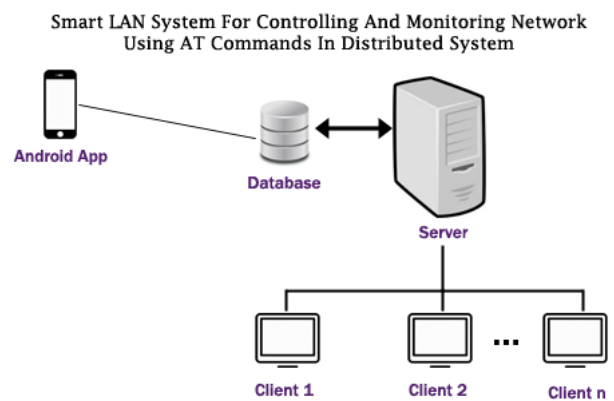 Smart LAN System For Controlling And Monitoring Network
Using AT Commands In Distributed System
Android App
Database
Server
Client 1
Client 2
...
Client n